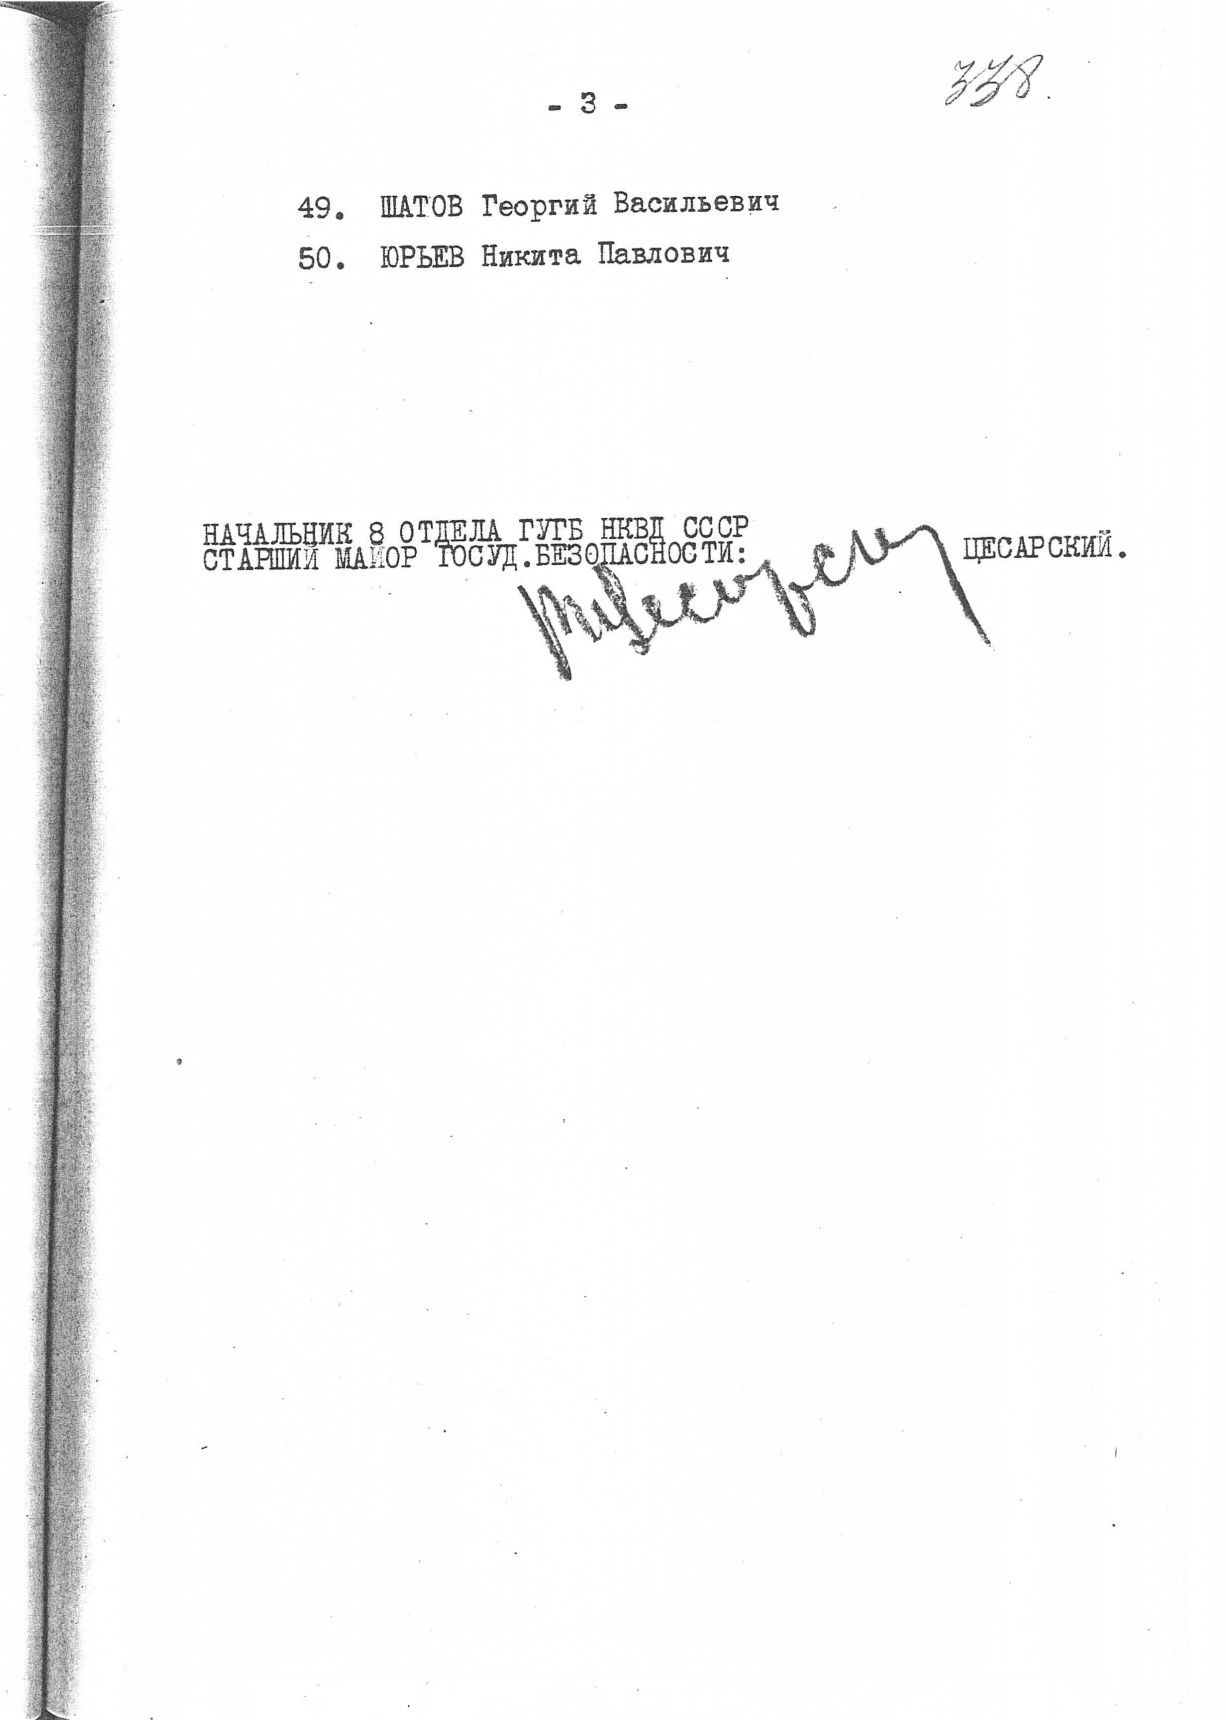 338.
- 3 -
49. ШАТОВ Георгий Васильевич
50. ЮРЬЕВ Никита Павлович
НАЧАЛЬНИК 8 ОТДЕЛА ГУГБ НКВД СССР
СТАРШИЙ МАЙОР ГОСУД.БЕЗОПАСНОСТИ: ЦЕСАРСКИЙ.